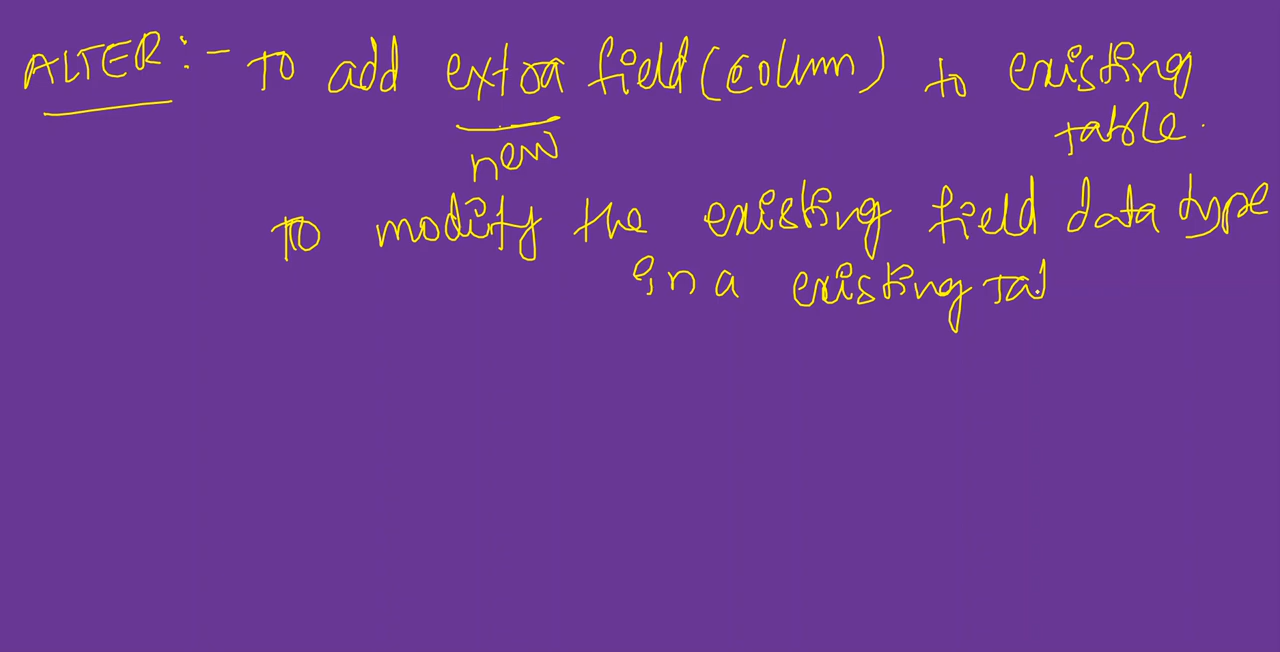 ALTER :- To add extra field (column) to existing
table.
new
To modify the existing field data type
in a existing tab